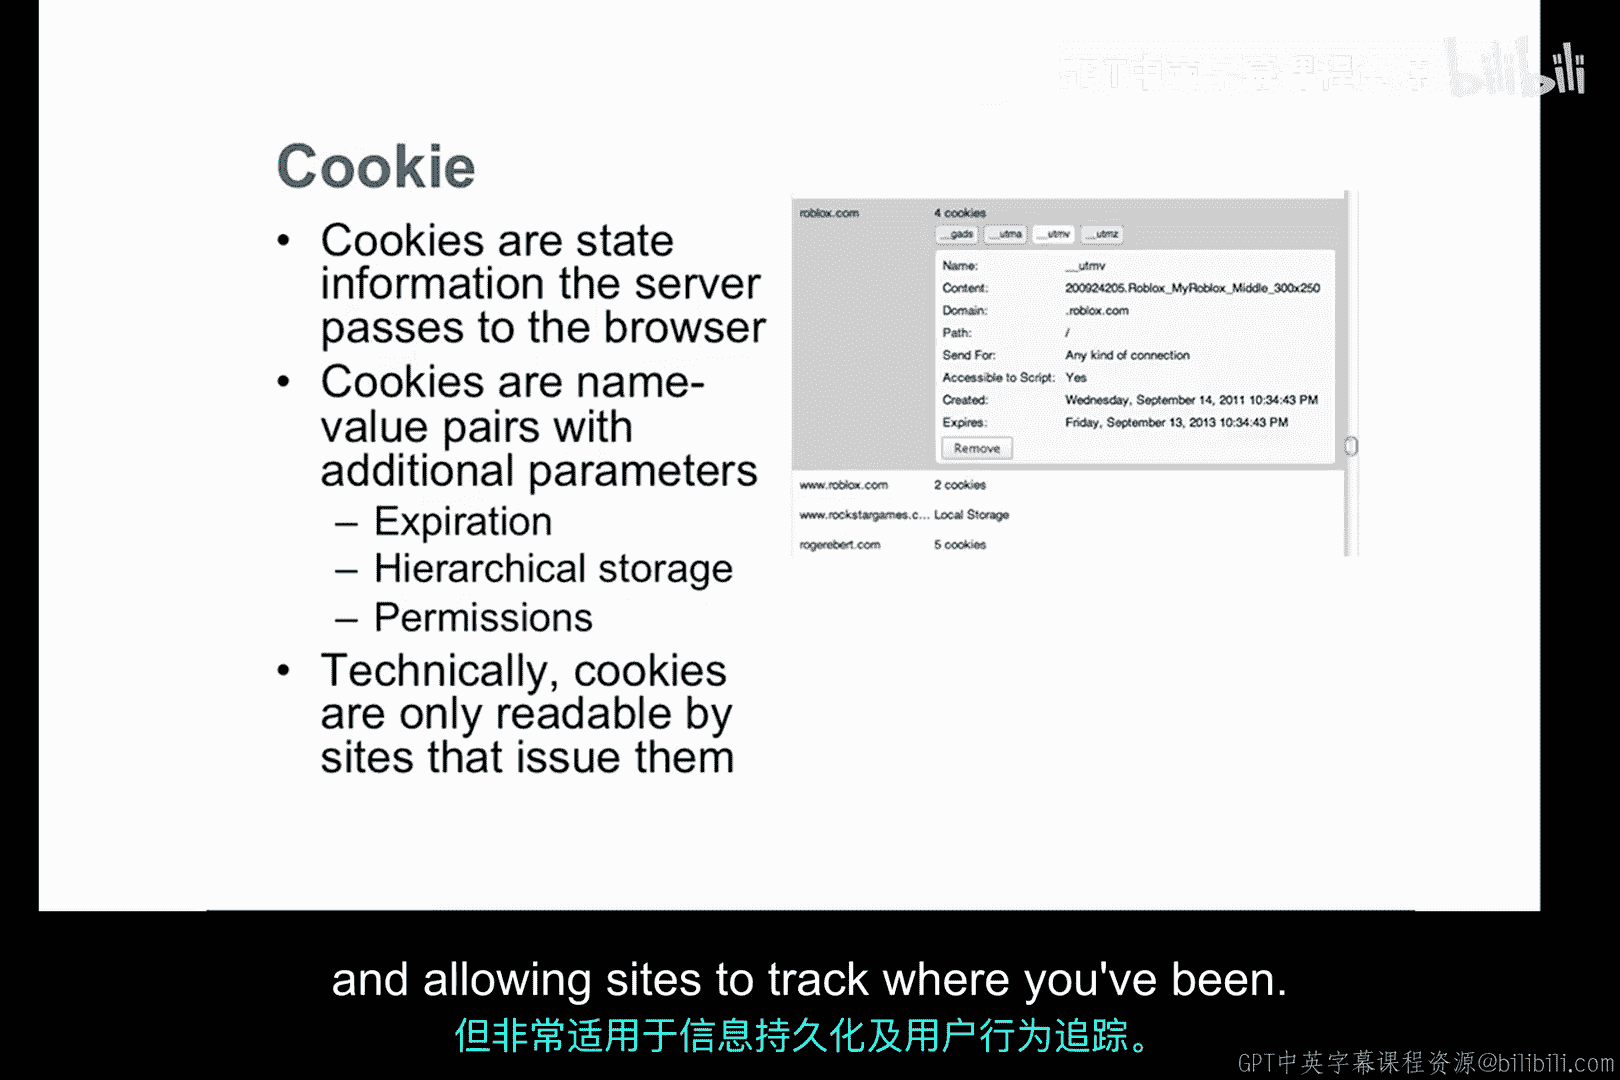 bilibili
Cookie
• Cookies are state
information the server
passes to the browser
• Cookies are name-
value pairs with
additional parameters
– Expiration
– Hierarchical storage
– Permissions
• Technically, cookies
are only readable by
sites that issue them
roblox.com 4 cookies
__gads __utma __utmv __utmz
Name: __utmv
Content: 200924205.Roblox_MyRoblox_Middle_300x250
Domain: .roblox.com
Path: /
Send For: Any kind of connection
Accessible to Script: Yes
Created: Wednesday, September 14, 2011 10:34:43 PM
Expires: Friday, September 13, 2013 10:34:43 PM
Remove
www.roblox.com 2 cookies
www.rockstargames.c... Local Storage
rogerebert.com 5 cookies
and allowing sites to track where you've been.
但非常适用于信息持久化及用户行为追踪。
GPT中英字幕课程资源@bilibili.com